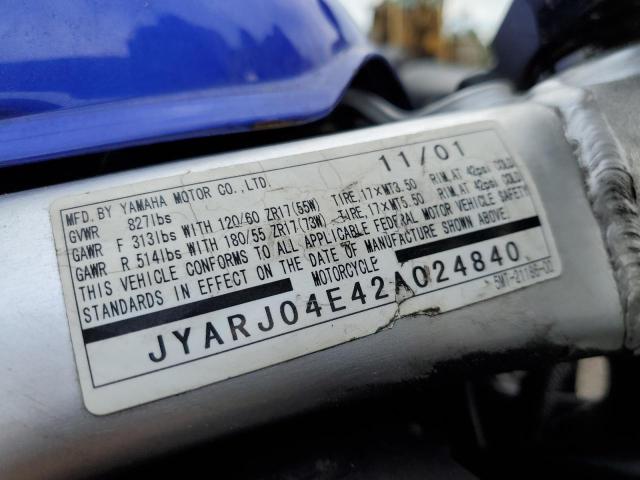 11/01
MFD. BY YAMAHA MOTOR CO., LTD.
GVWR 827lbs
GAWR F 313lbs WITH 120/60 ZR17(55W) TIRE, 17×MT3.50 RIM. AT 42psi COLD
GAWR R 514lbs WITH 180/55 ZR17(73W) TIRE, 17×MT5.50 RIM. AT 42psi COLD
THIS VEHICLE CONFORMS TO ALL APPLICABLE FEDERAL MOTOR VEHICLE SAFETY
STANDARDS IN EFFECT ON THE DATE OF MANUFACTURE SHOWN ABOVE.
MOTORCYCLE
JYARJ04E42A024840